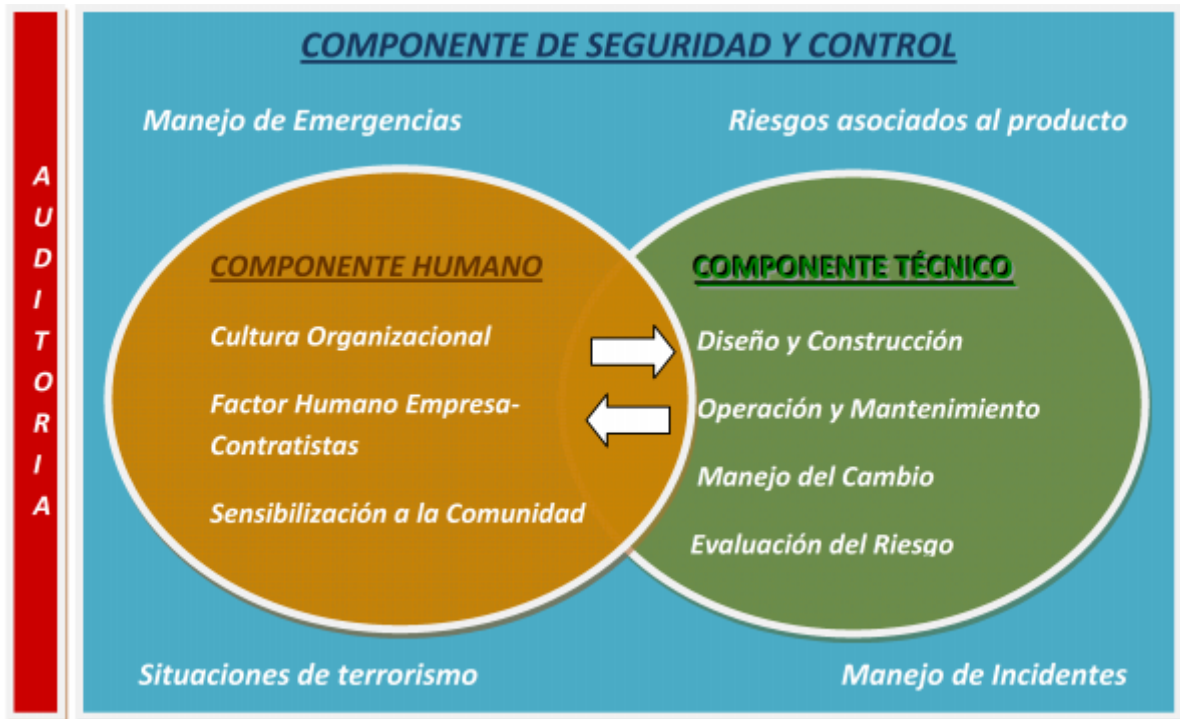 AUDITORIA
COMPONENTE DE SEGURIDAD Y CONTROL
Manejo de Emergencias
Riesgos asociados al producto
COMPONENTE HUMANO
Cultura Organizacional
Factor Humano Empresa-
Contratistas
Sensibilización a la Comunidad
COMPONENTE TÉCNICO
Diseño y Construcción
Operación y Mantenimiento
Manejo del Cambio
Evaluación del Riesgo
Situaciones de terrorismo
Manejo de Incidentes